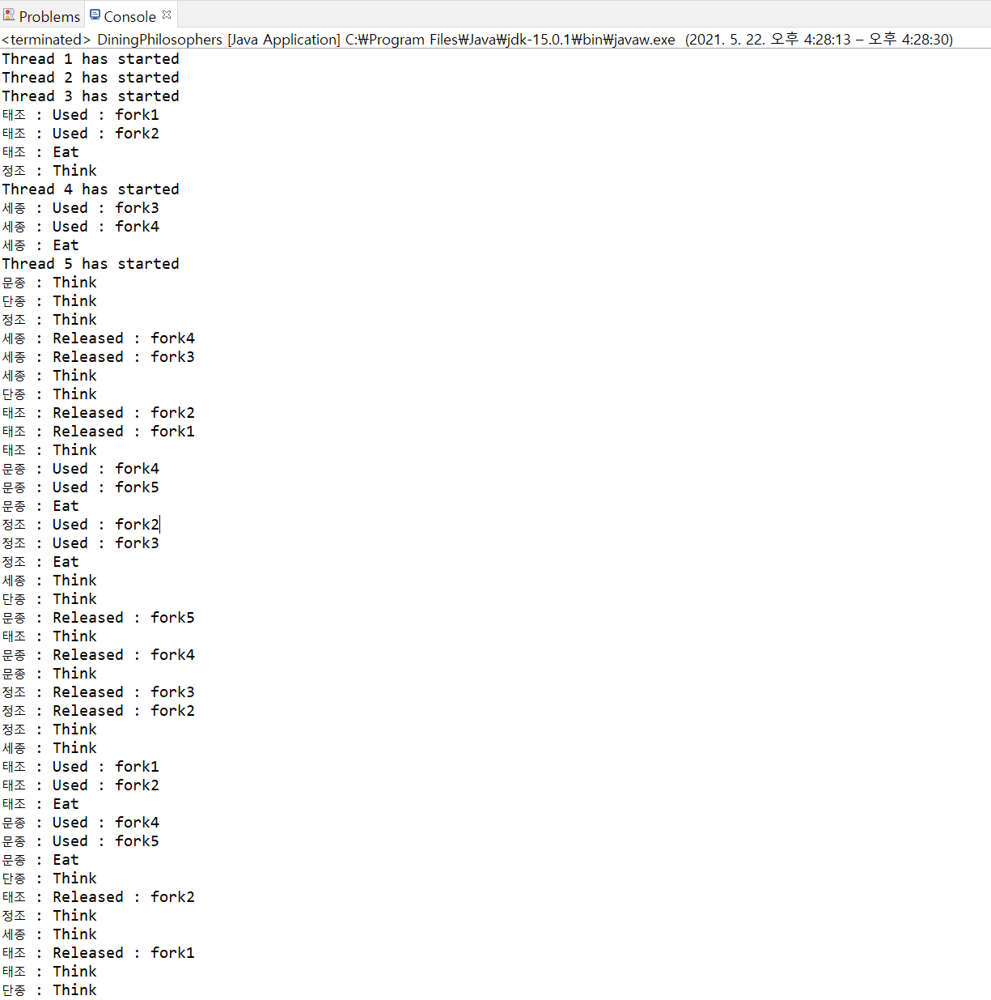 Problems Console
<terminated> DiningPhilosophers [Java Application] C:₩Program Files₩Java₩jdk-15.0.1₩bin₩javaw.exe (2021. 5. 22. 오후 4:28:13 – 오후 4:28:30)
Thread 1 has started
Thread 2 has started
Thread 3 has started
태조 : Used : fork1
태조 : Used : fork2
태조 : Eat
정조 : Think
Thread 4 has started
세종 : Used : fork3
세종 : Used : fork4
세종 : Eat
Thread 5 has started
문종 : Think
단종 : Think
정조 : Think
세종 : Released : fork4
세종 : Released : fork3
세종 : Think
단종 : Think
태조 : Released : fork2
태조 : Released : fork1
태조 : Think
문종 : Used : fork4
문종 : Used : fork5
문종 : Eat
정조 : Used : fork2
정조 : Used : fork3
정조 : Eat
세종 : Think
단종 : Think
문종 : Released : fork5
태조 : Think
문종 : Released : fork4
문종 : Think
정조 : Released : fork3
정조 : Released : fork2
정조 : Think
세종 : Think
태조 : Used : fork1
태조 : Used : fork2
태조 : Eat
문종 : Used : fork4
문종 : Used : fork5
문종 : Eat
단종 : Think
태조 : Released : fork2
정조 : Think
세종 : Think
태조 : Released : fork1
태조 : Think
단종 : Think